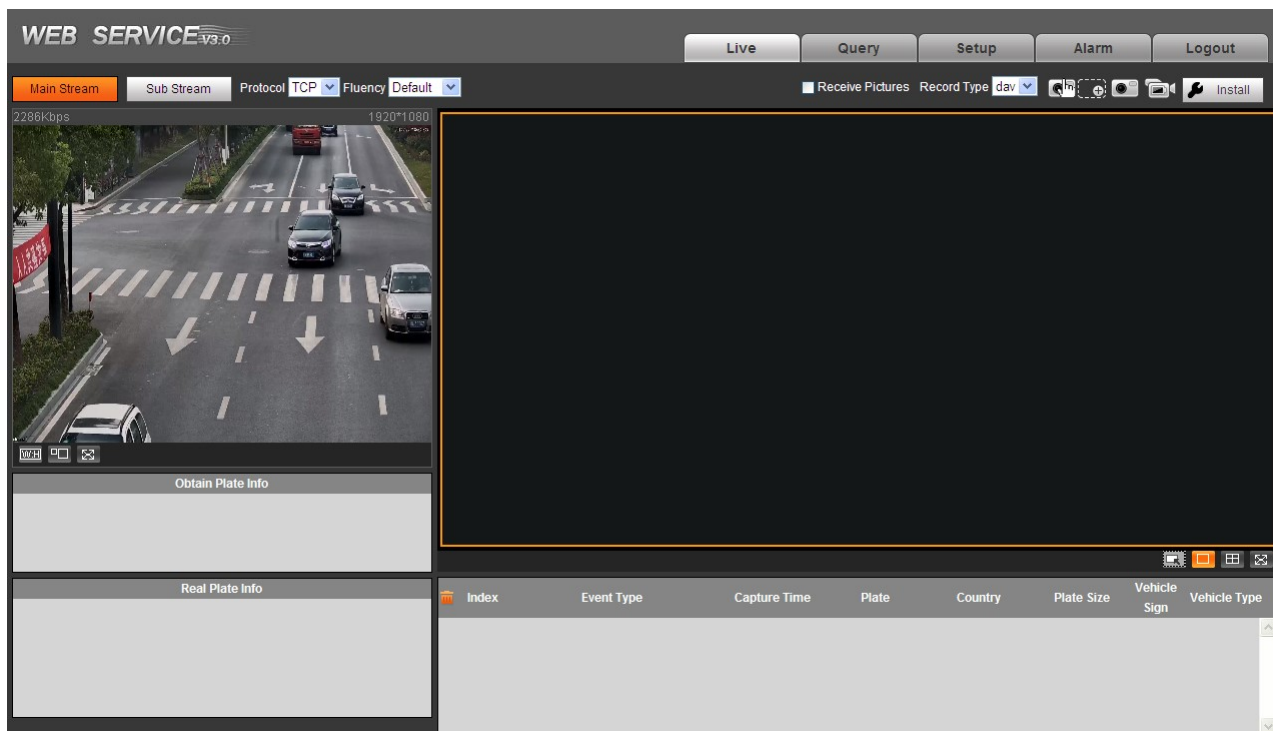 WEB SERVICE V3.0
Live Query Setup Alarm Logout
Main Stream Sub Stream Protocol TCP Fluency Default Receive Pictures Record Type dav Install
2286Kbps 1920*1080
W:H
Obtain Plate Info
Real Plate Info
Index Event Type Capture Time Plate Country Plate Size Vehicle Sign Vehicle Type